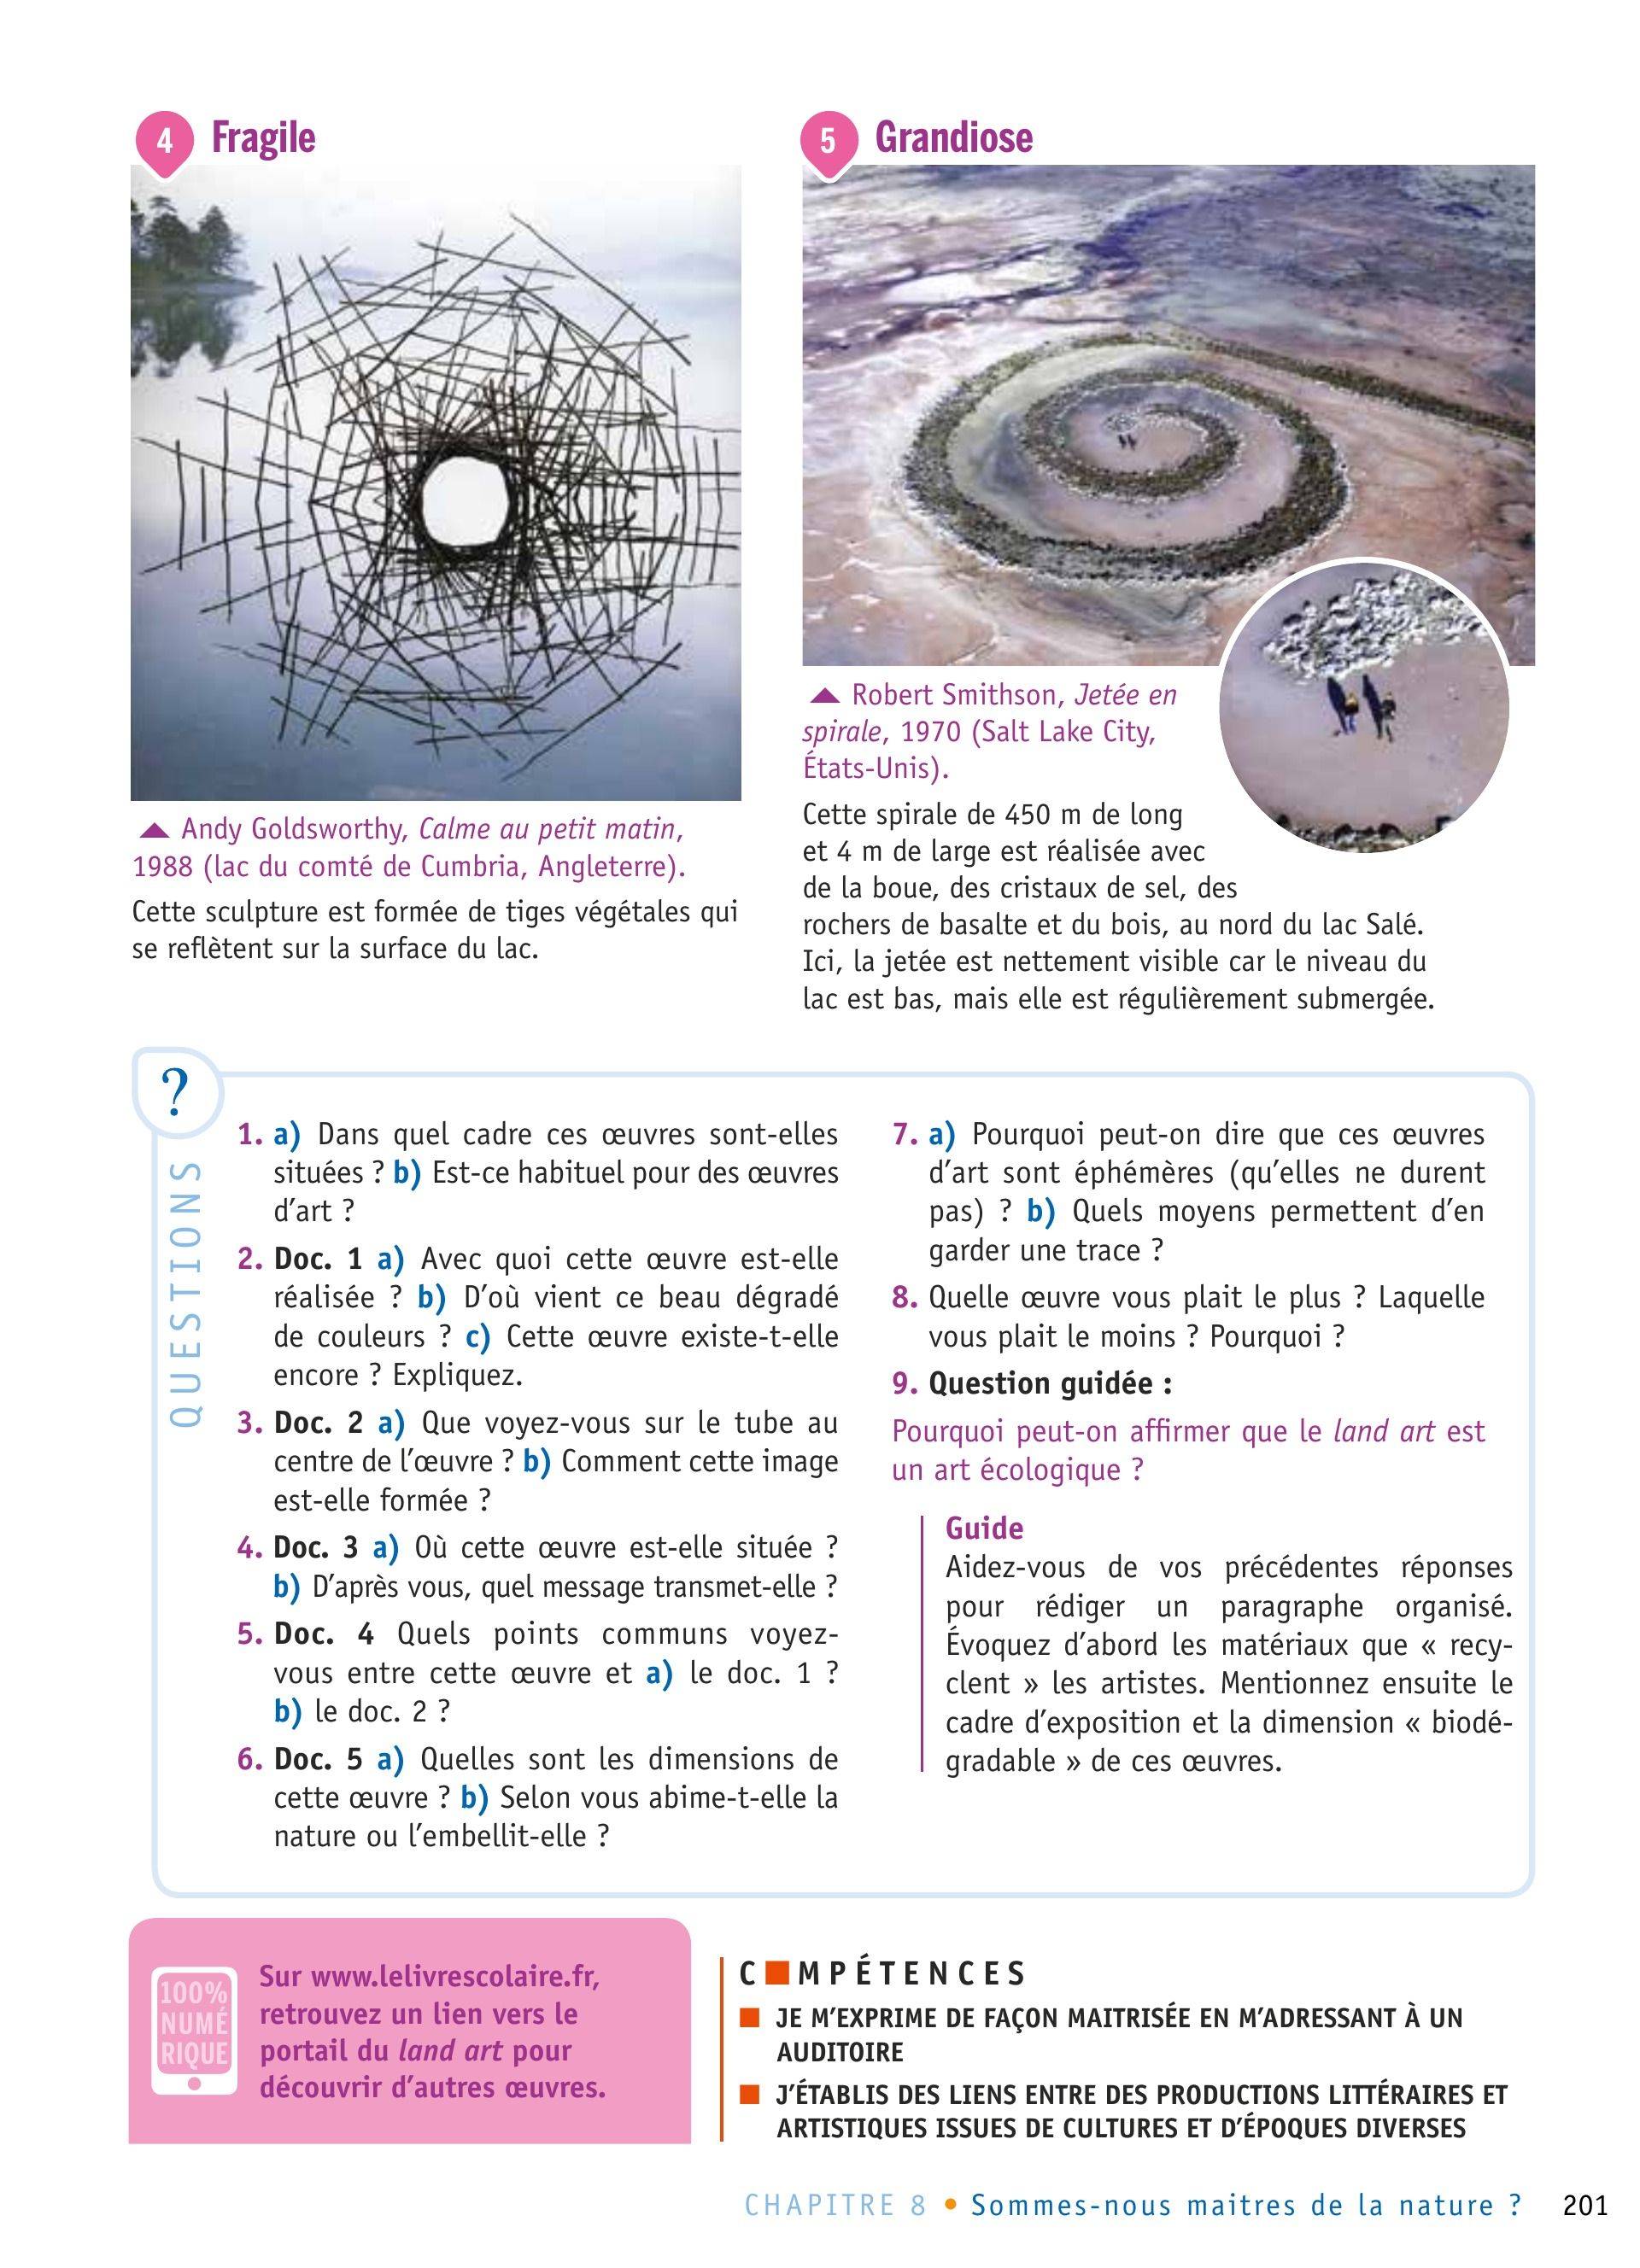 4 Fragile
▲ Andy Goldsworthy, Calme au petit matin,
1988 (lac du comté de Cumbria, Angleterre).
Cette sculpture est formée de tiges végétales qui
se reflètent sur la surface du lac.
5 Grandiose
▲ Robert Smithson, Jetée en
spirale, 1970 (Salt Lake City,
États-Unis).
Cette spirale de 450 m de long
et 4 m de large est réalisée avec
de la boue, des cristaux de sel, des
rochers de basalte et du bois, au nord du lac Salé.
Ici, la jetée est nettement visible car le niveau du
lac est bas, mais elle est régulièrement submergée.
?
QUESTIONS
1. a) Dans quel cadre ces œuvres sont-elles
situées ? b) Est-ce habituel pour des œuvres
d’art ?
2. Doc. 1 a) Avec quoi cette œuvre est-elle
réalisée ? b) D’où vient ce beau dégradé
de couleurs ? c) Cette œuvre existe-t-elle
encore ? Expliquez.
3. Doc. 2 a) Que voyez-vous sur le tube au
centre de l’œuvre ? b) Comment cette image
est-elle formée ?
4. Doc. 3 a) Où cette œuvre est-elle située ?
b) D’après vous, quel message transmet-elle ?
5. Doc. 4 Quels points communs voyez-
vous entre cette œuvre et a) le doc. 1 ?
b) le doc. 2 ?
6. Doc. 5 a) Quelles sont les dimensions de
cette œuvre ? b) Selon vous abime-t-elle la
nature ou l’embellit-elle ?
7. a) Pourquoi peut-on dire que ces œuvres
d’art sont éphémères (qu’elles ne durent
pas) ? b) Quels moyens permettent d’en
garder une trace ?
8. Quelle œuvre vous plait le plus ? Laquelle
vous plait le moins ? Pourquoi ?
9. Question guidée :
Pourquoi peut-on affirmer que le land art est
un art écologique ?
Guide
Aidez-vous de vos précédentes réponses
pour rédiger un paragraphe organisé.
Évoquez d’abord les matériaux que « recy-
clent » les artistes. Mentionnez ensuite le
cadre d’exposition et la dimension « biodé-
gradable » de ces œuvres.
100%
NUMÉ
RIQUE
Sur www.lelivrescolaire.fr,
retrouvez un lien vers le
portail du land art pour
découvrir d’autres œuvres.
C■MPÉTENCES
■ JE M’EXPRIME DE FAÇON MAITRISÉE EN M’ADRESSANT À UN
AUDITOIRE
■ J’ÉTABLIS DES LIENS ENTRE DES PRODUCTIONS LITTÉRAIRES ET
ARTISTIQUES ISSUES DE CULTURES ET D’ÉPOQUES DIVERSES
CHAPITRE 8 • Sommes-nous maitres de la nature ? 201